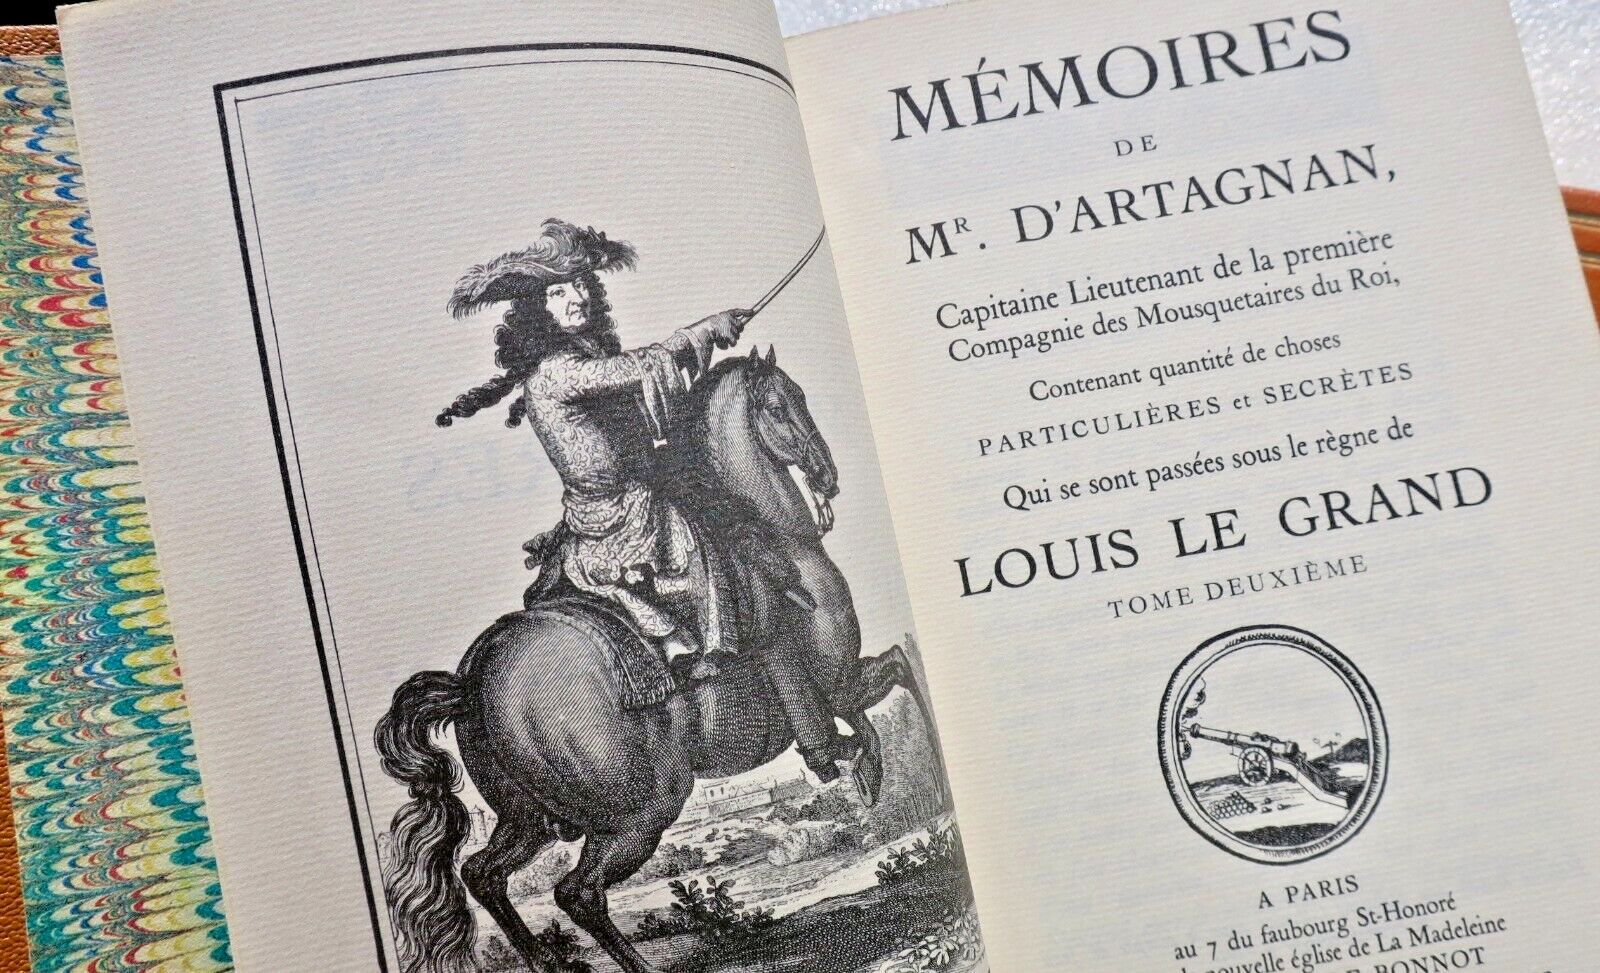 MÉMOIRES
DE
MR. D'ARTAGNAN,
Capitaine Lieutenant de la première
Compagnie des Mousquetaires du Roi,
Contenant quantité de choses
PARTICULIÈRES et SECRÈTES
Qui se sont passées sous le règne de
LOUIS LE GRAND
TOME DEUXIÈME
A PARIS
au 7 du faubourg St-Honoré
nouvelle église de La Madeleine
BONNOT